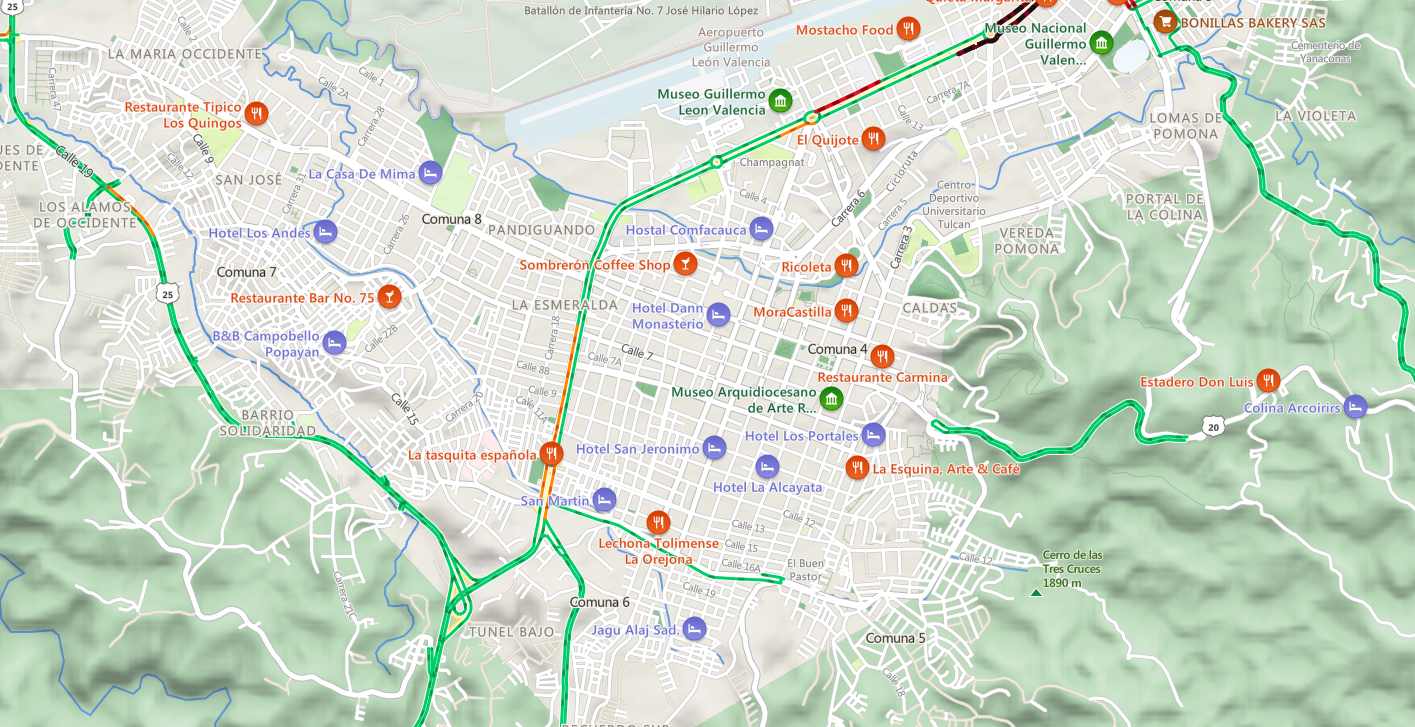 25
Batallón de Infantería No. 7 José Hilario López
BONILLAS BAKERY SAS
Mostacho Food
Museo Nacional
Guillermo
Valen...
Aeropuerto
Guillermo
León Valencia
Cementerio de
Yanaconas
LA MARIA OCCIDENTE
Carrera 2
Calle 1
Calle 2A
Carrera 47
Carrera 28
Museo Guillermo
Leon Valencia
Carrera 7A
Calle 13
LOMAS DE
POMONA
LA VIOLETA
Restaurante Tipico
Los Quingos
El Quijote
Calle 9
Calle 12
Calle 19
SAN JOSÉ
La Casa De Mima
Champagnat
Cicloruta
Carrera 31
Calle 4
Carrera 6
Carrera 5
Centro
Deportivo
Universitario
Tulcan
PORTAL DE
LA COLINA
LOS ALAMOS
DE OCCIDENTE
Carrera 26
Comuna 8
PANDIGUANDO
Hostal Comfacauca
Carrera 3
VEREDA
POMONA
Hotel Los Andes
Comuna 7
Sombrerón Coffee Shop
Ricoleta
25
Restaurante Bar No. 75
LA ESMERALDA
Hotel Dann
Monasterio
MoraCastilla
CALDAS
B&B Campobello
Popayan
Calle 22B
Carrera 18
Calle 7
Calle 7A
Comuna 4
Restaurante Carmina
Calle 8B
Calle 9
Museo Arquidiocesano
de Arte R...
Estadero Don Luis
Colina Arcoirirs
20
BARRIO
SOLIDARIDAD
Calle 15
Carrera 20
Calle 12A
La tasquita española
Hotel San Jeronimo
Hotel Los Portales
Hotel La Alcayata
La Esquina, Arte & Café
San Martin
Calle 13
Calle 12
Lechona Tolimense
La Orejona
Calle 15
Calle 16A
El Buen
Pastor
Calle 12
Cerro de las
Tres Cruces
1890 m
Carrera 21C
Calle 19
Comuna 6
TUNEL BAJO
Jagu Alaj Sad.
Comuna 5
Calle 18